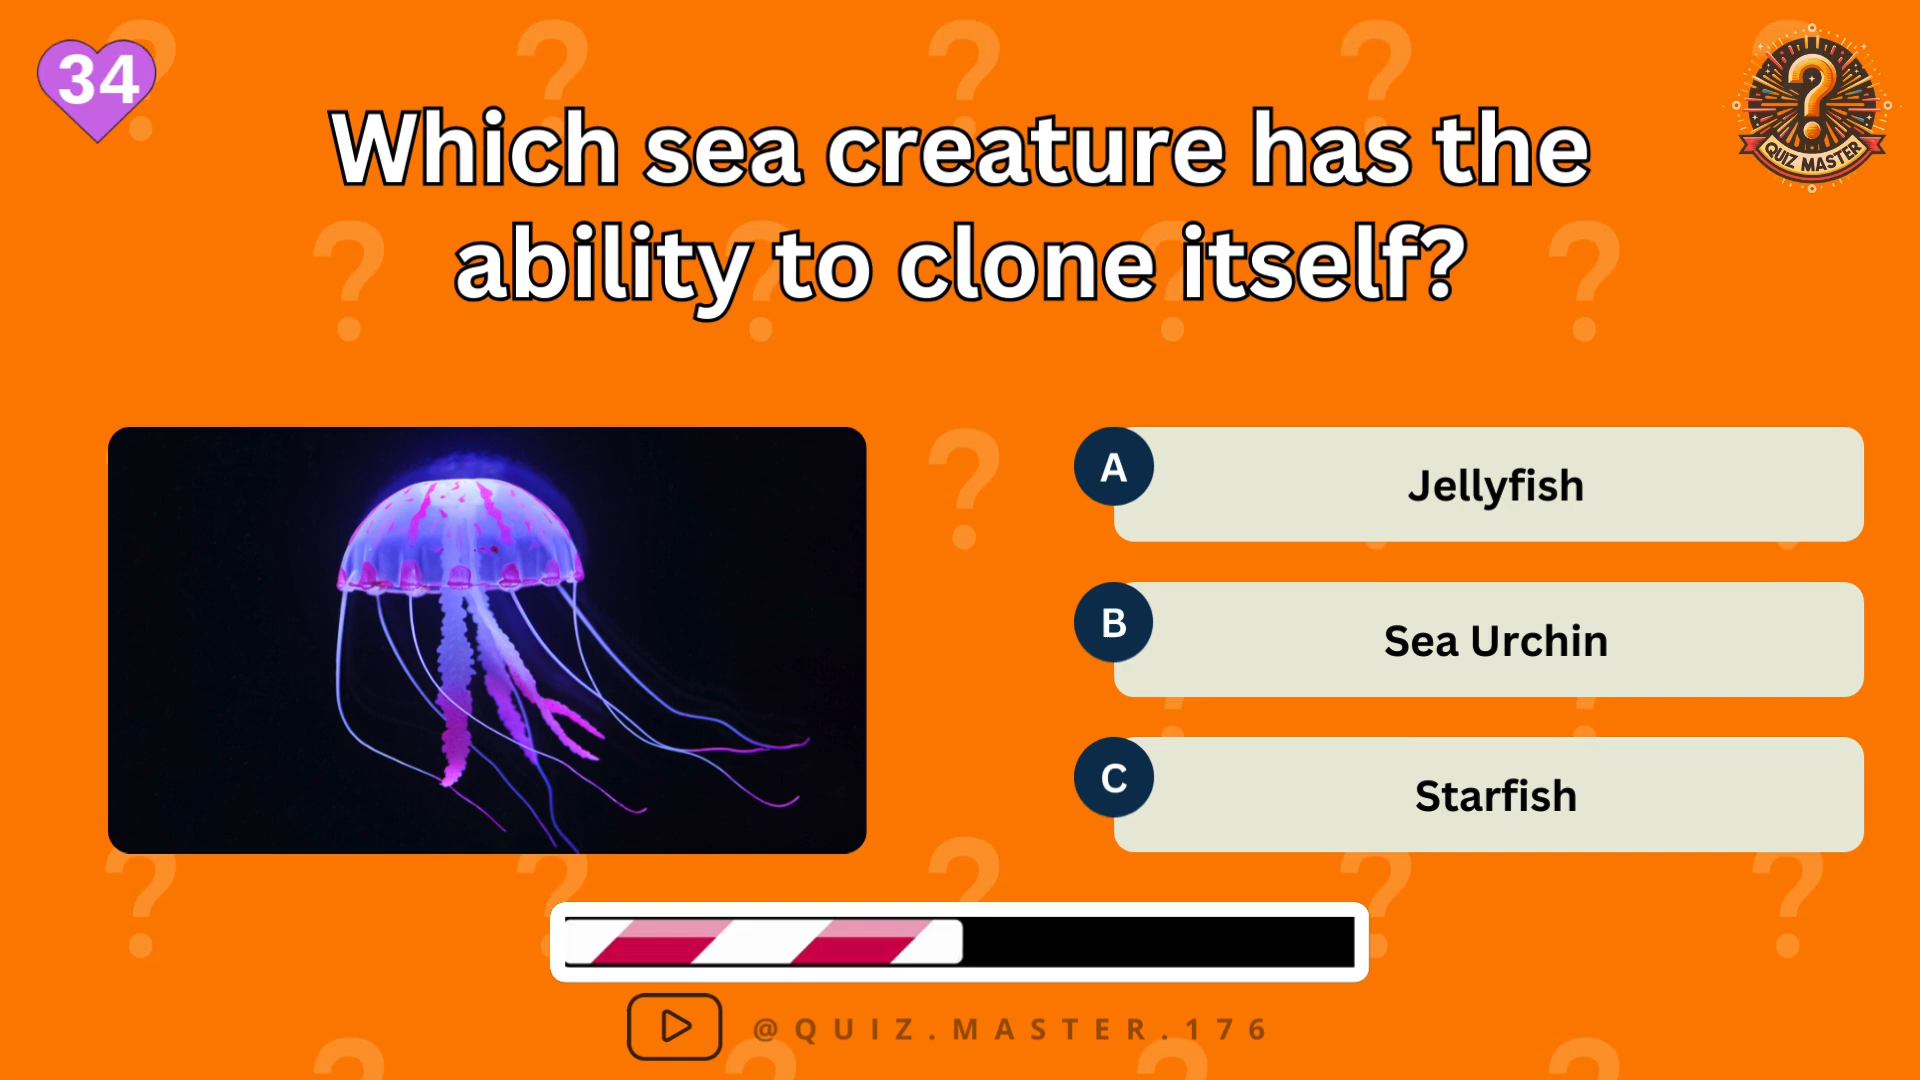 34
Which sea creature has the
ability to clone itself?
QUIZ MASTER
A
Jellyfish
B
Sea Urchin
C
Starfish
@QUIZ.MASTER.176